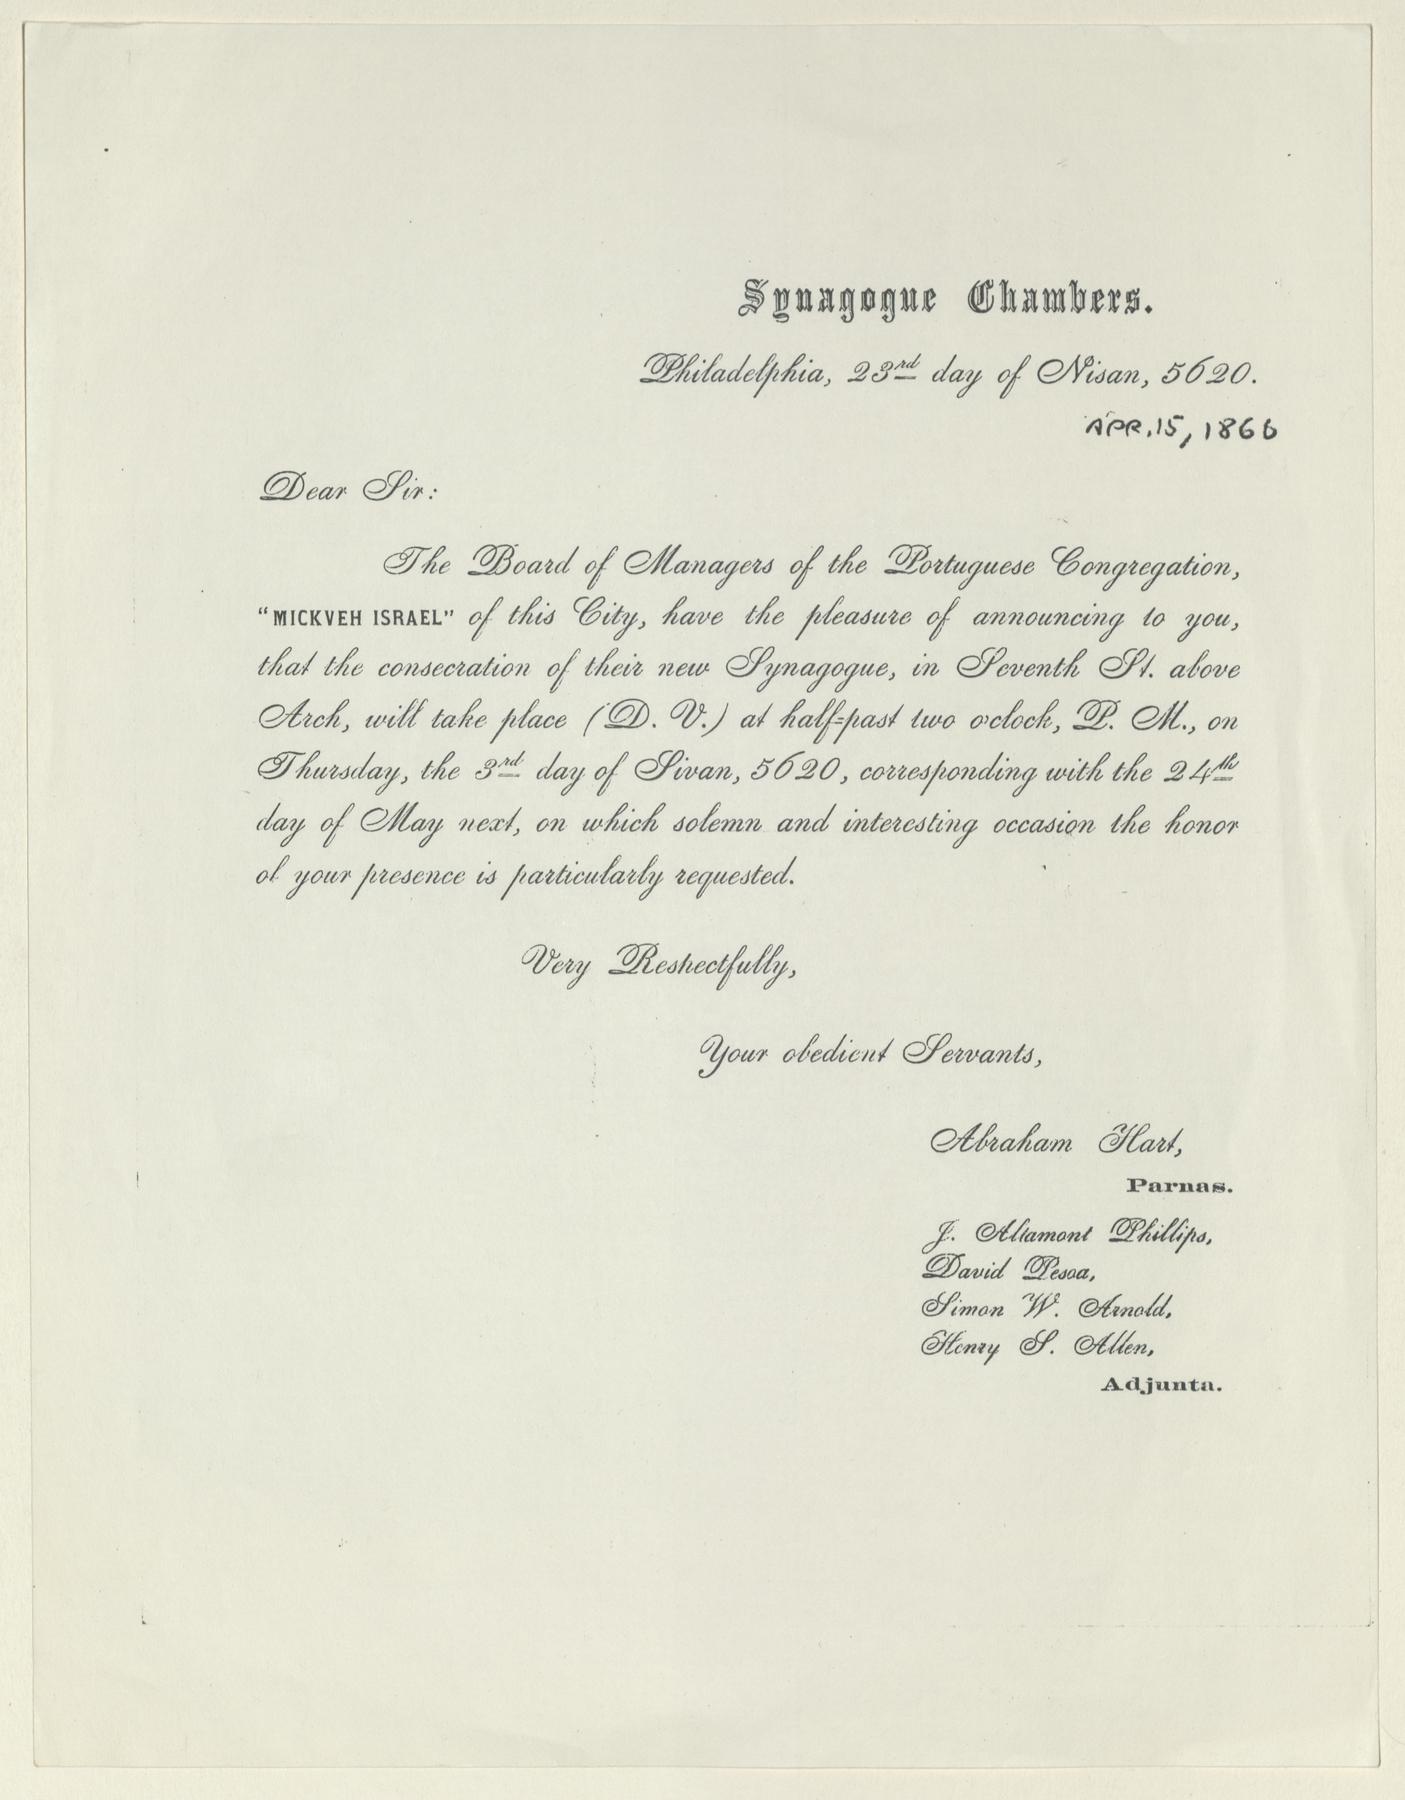 Synagogue Chambers.
Philadelphia, 23rd day of Nisan, 5620.
APR. 15, 1860
Dear Sir:
The Board of Managers of the Portuguese Congregation,
"MICKVEH ISRAEL" of this City, have the pleasure of announcing to you,
that the consecration of their new Synagogue, in Seventh St. above
Arch, will take place (D. V.) at half-past two o'clock, P. M., on
Thursday, the 3rd day of Sivan, 5620, corresponding with the 24th
day of May next, on which solemn and interesting occasion the honor
of your presence is particularly requested.
Very Respectfully,
Your obedient Servants,
Abraham Hart,
Parnas.
J. Altamont Phillips,
David Pesoa,
Simon W. Arnold,
Henry S. Allen,
Adjunta.